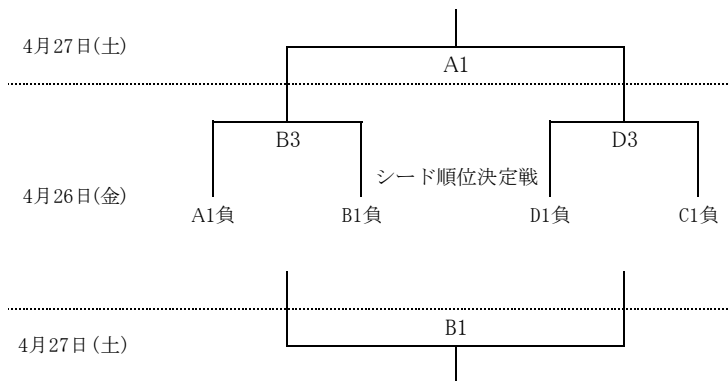 4月27日(土)
A1
B3
D3
シード順位決定戦
4月26日(金)
A1負
B1負
D1負
C1負
B1
4月27日(土)